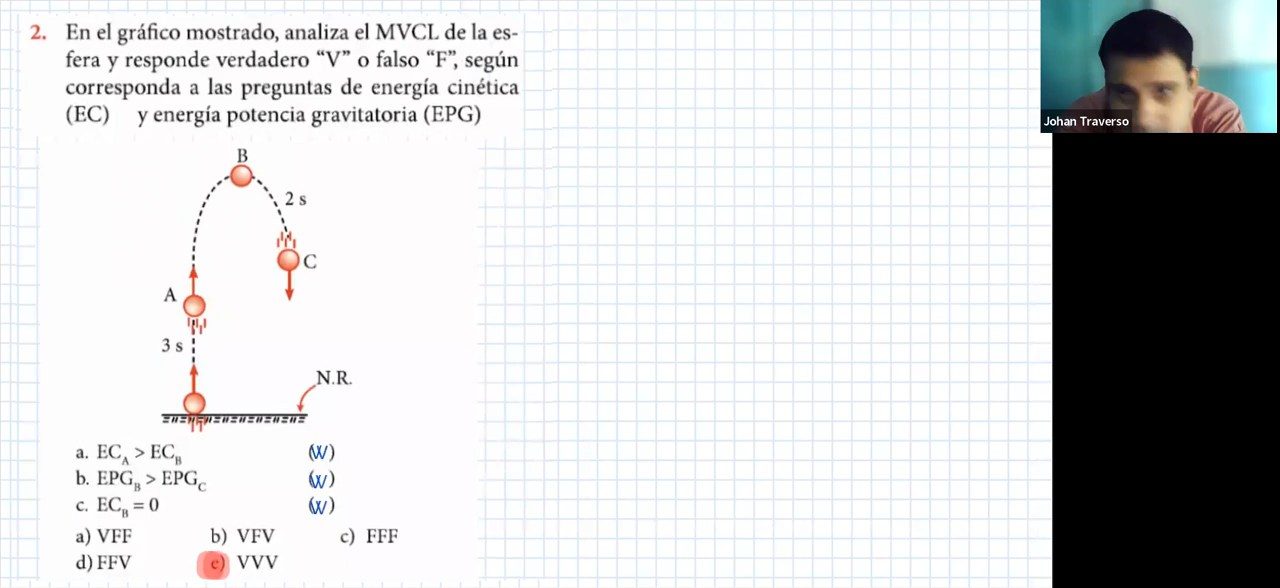 2. En el gráfico mostrado, analiza el MVCL de la es-
fera y responde verdadero “V” o falso “F”, según
corresponda a las preguntas de energía cinética
(EC) y energía potencia gravitatoria (EPG)
Johan Traverso
B
2 s
C
A
3 s
N.R.
a. EC_A > EC_B (V)
b. EPG_B > EPG_C (V)
c. EC_B = 0 (V)
a) VFF b) VFV c) FFF
d) FFV e) VVV